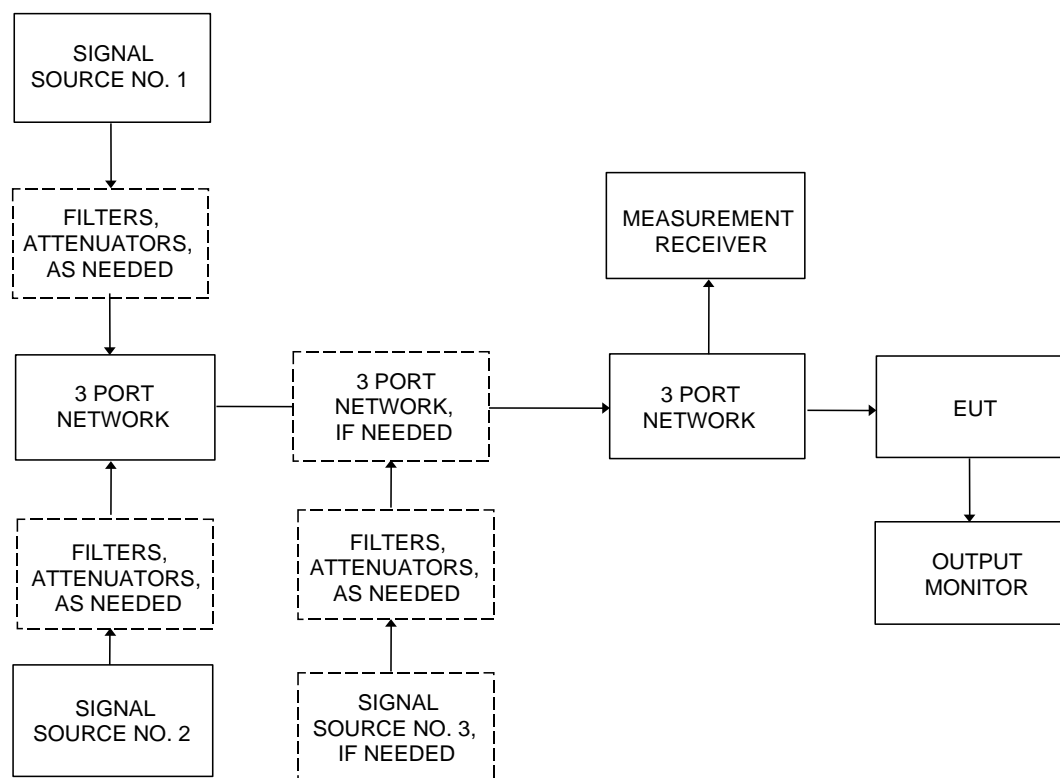 SIGNAL
SOURCE NO. 1
FILTERS,
ATTENUATORS,
AS NEEDED
MEASUREMENT
RECEIVER
3 PORT
NETWORK
3 PORT
NETWORK,
IF NEEDED
3 PORT
NETWORK
EUT
FILTERS,
ATTENUATORS,
AS NEEDED
FILTERS,
ATTENUATORS,
AS NEEDED
OUTPUT
MONITOR
SIGNAL
SOURCE NO. 2
SIGNAL
SOURCE NO. 3,
IF NEEDED